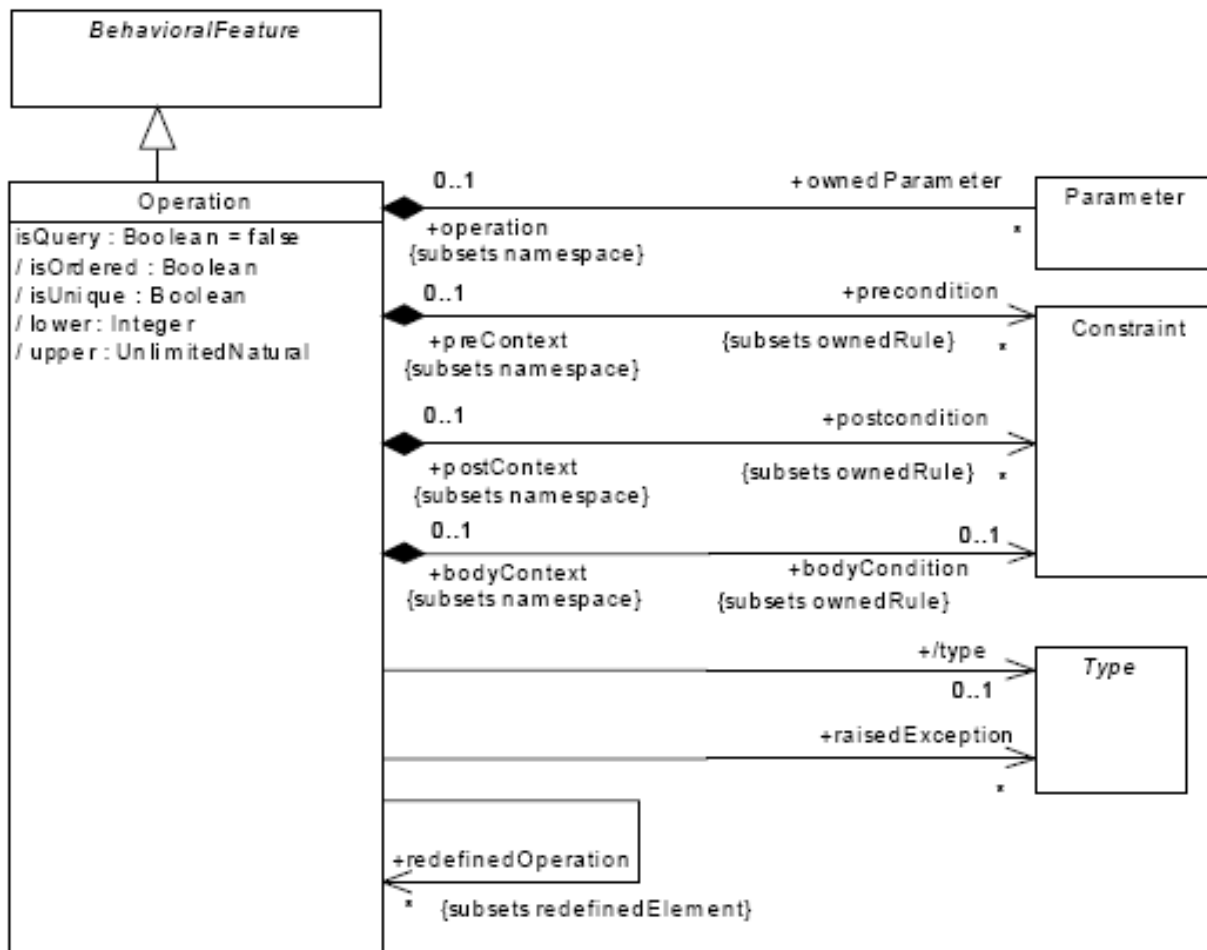 BehavioralFeature
Operation
isQuery : Boolean = false
/ isOrdered : Boolean
/ isUnique : Boolean
/ lower : Integer
/ upper : UnlimitedNatural
0..1
+ownedParameter
+operation
*
{subsets namespace}
Parameter
0..1
+precondition
+preContext
{subsets ownedRule}
*
{subsets namespace}
Constraint
0..1
+postcondition
+postContext
{subsets ownedRule}
*
{subsets namespace}
0..1
0..1
+bodyContext
+bodyCondition
{subsets namespace}
{subsets ownedRule}
+/type
0..1
Type
+raisedException
*
+redefinedOperation
*
{subsets redefinedElement}